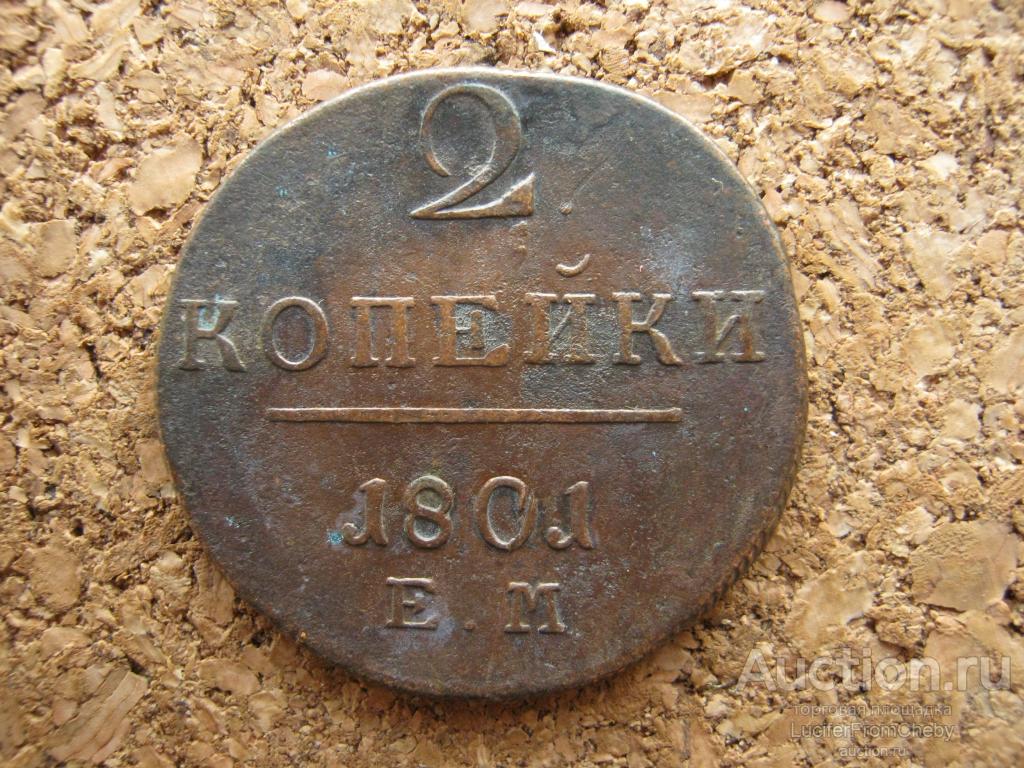 2
КОПЕЙКИ
1801
Е.М
Auction.ru
торговая площадка
LuciferFromCheby
auction.ru